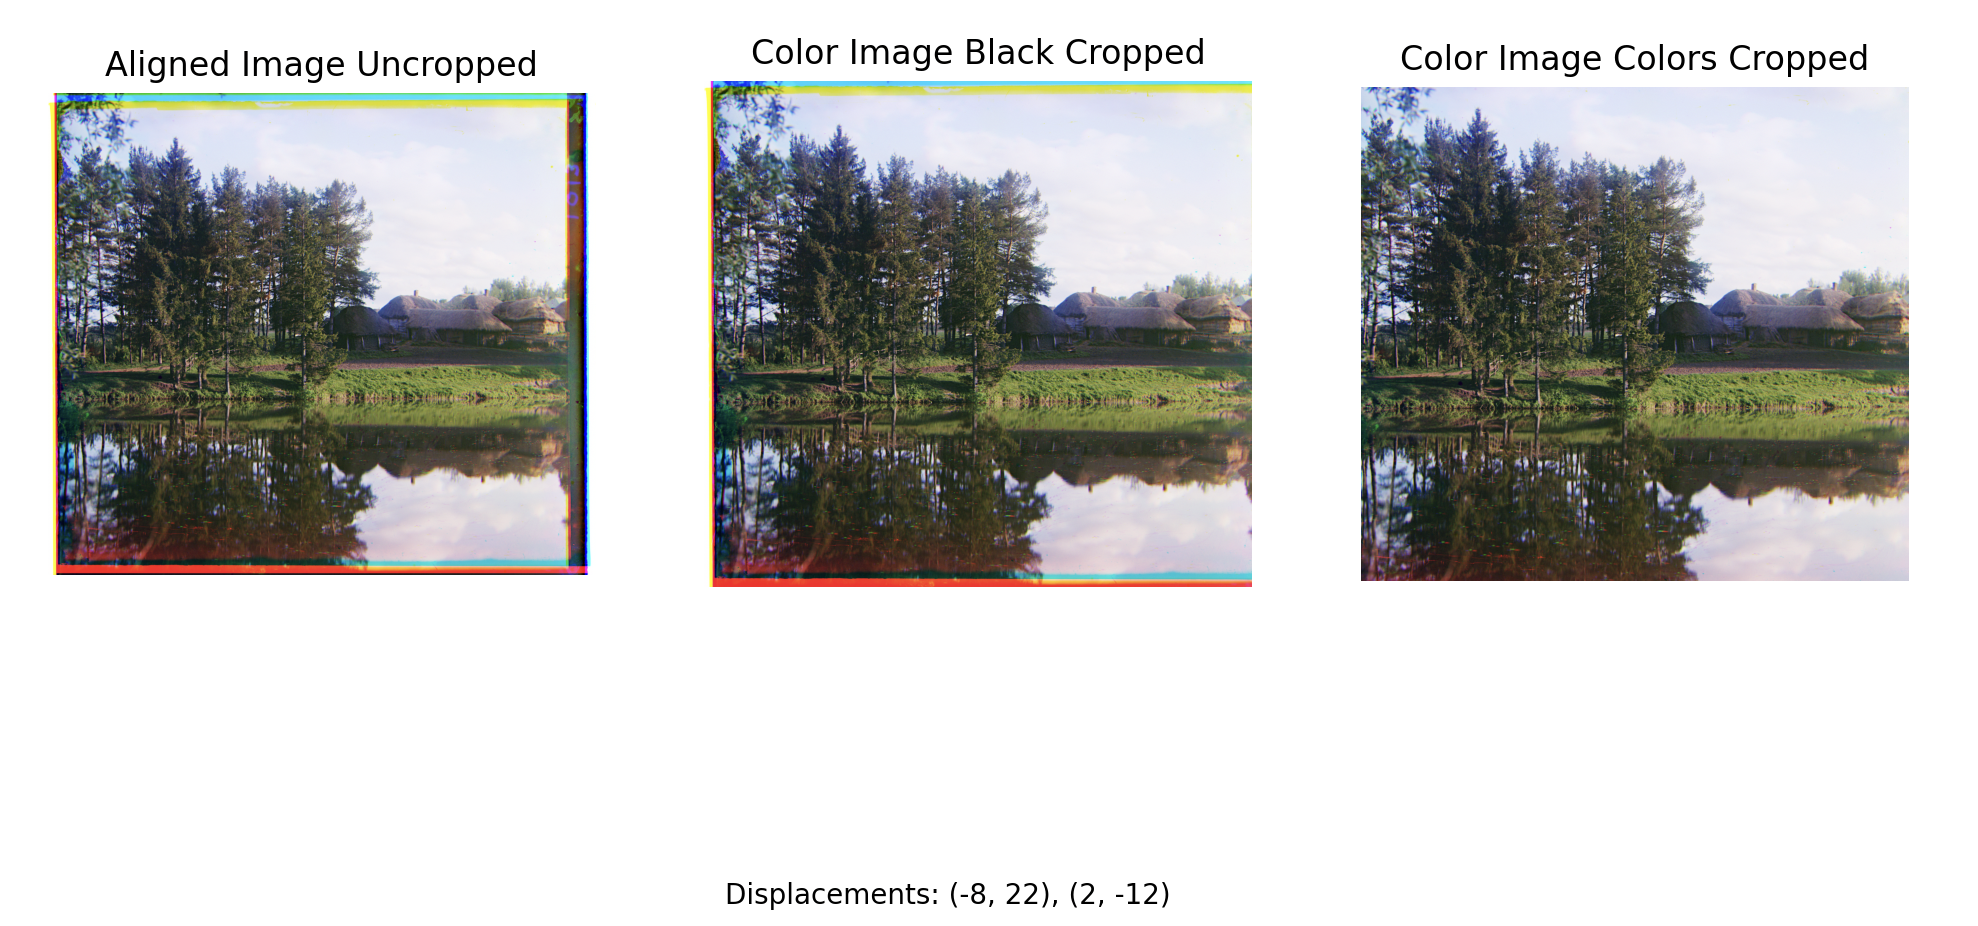 Aligned Image Uncropped
Color Image Black Cropped
Color Image Colors Cropped
Displacements: (-8, 22), (2, -12)